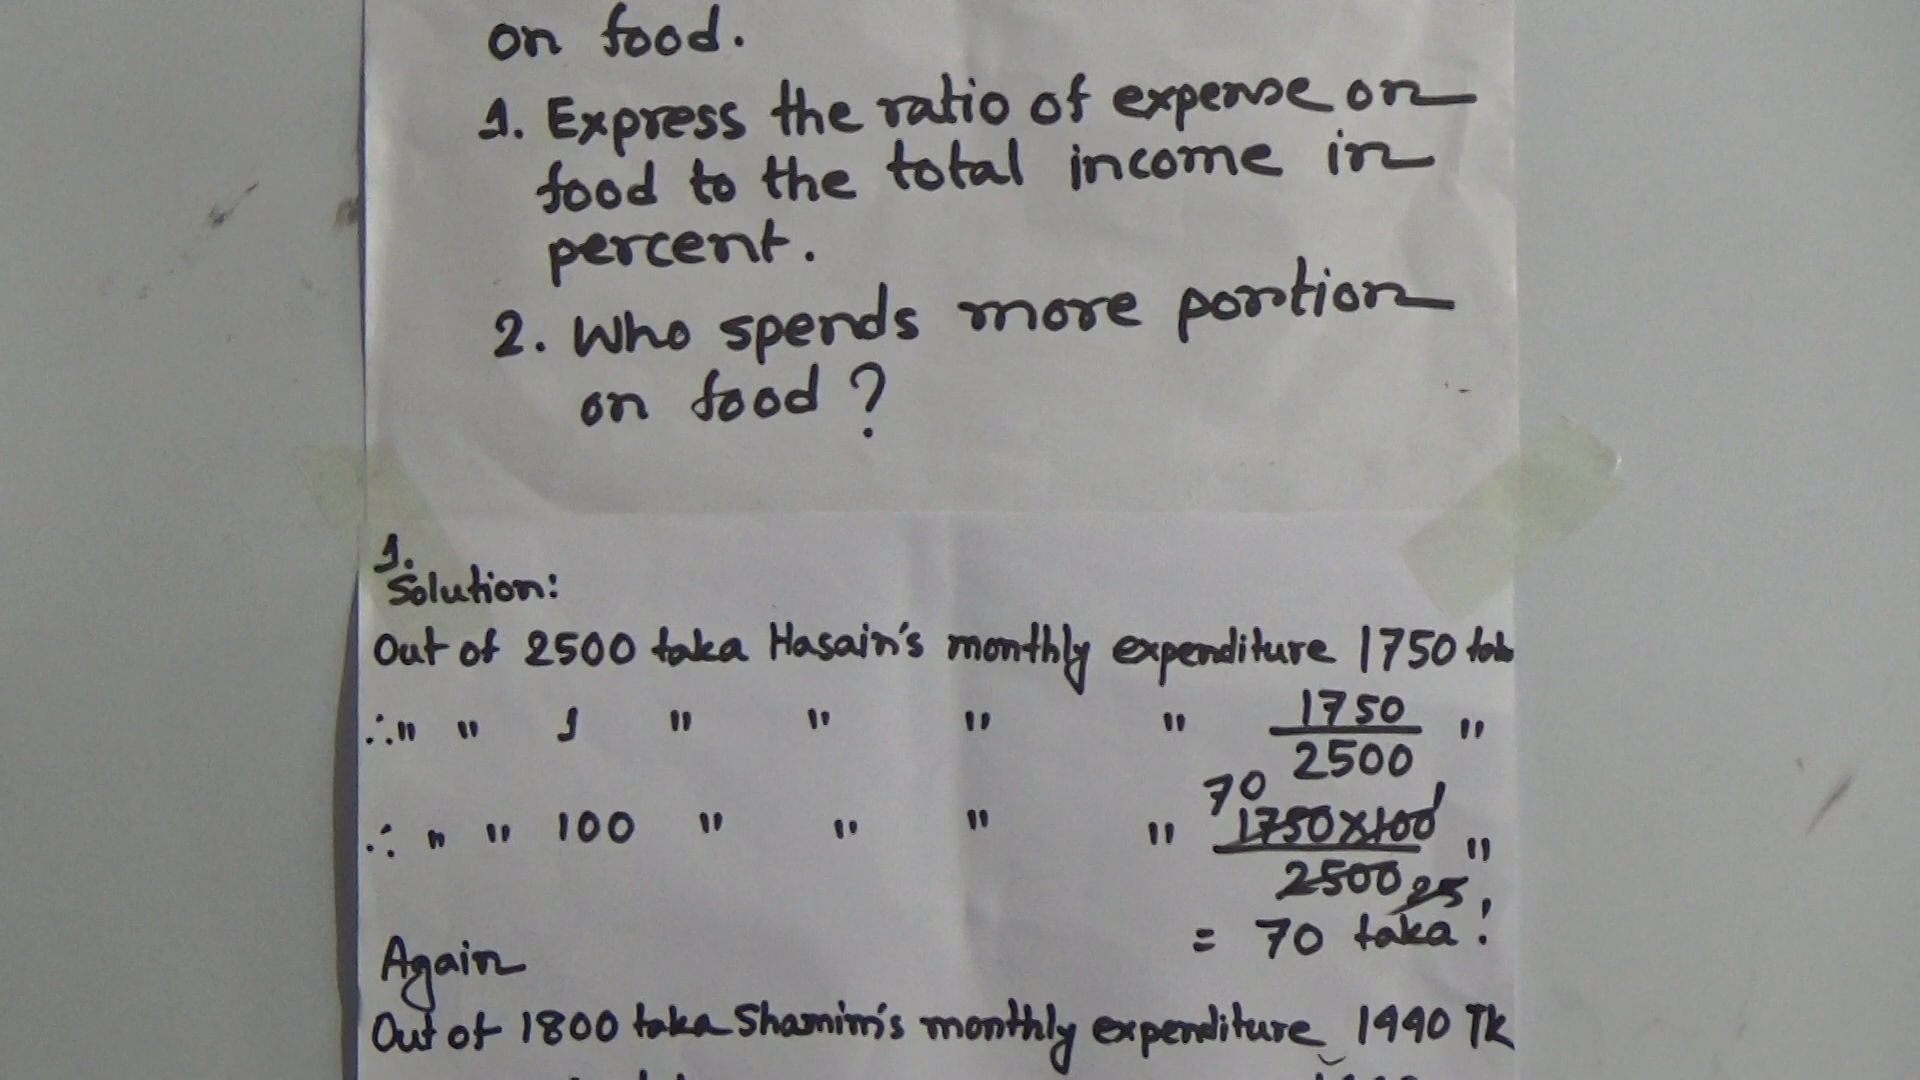 on food.
1. Express the ratio of expense on
food to the total income in
percent.
2. Who spends more portion
on food?
1.
Solution:
Out of 2500 taka Hasain's monthly expenditure 1750 taka
∴ " " 1 " " " " 1750/2500 "
∴ " " 100 " " " " 70 1750×100 1/2500 25 "
= 70 taka!
Again
Out of 1800 taka Shamim's monthly expenditure 1440 Tk